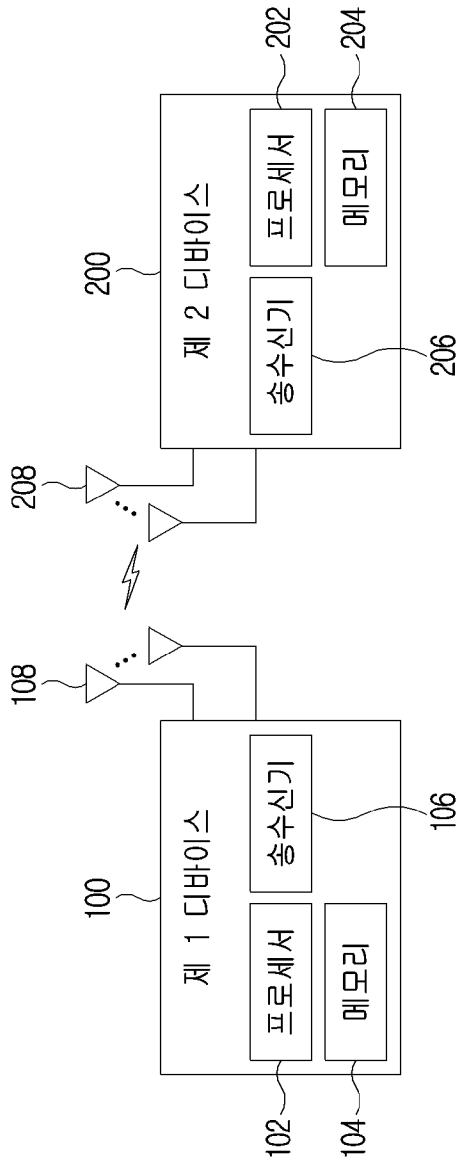 100
제 1 디바이스
102
프로세서
104
메모리
106
송수신기
108
200
제 2 디바이스
202
프로세서
204
메모리
206
송수신기
208